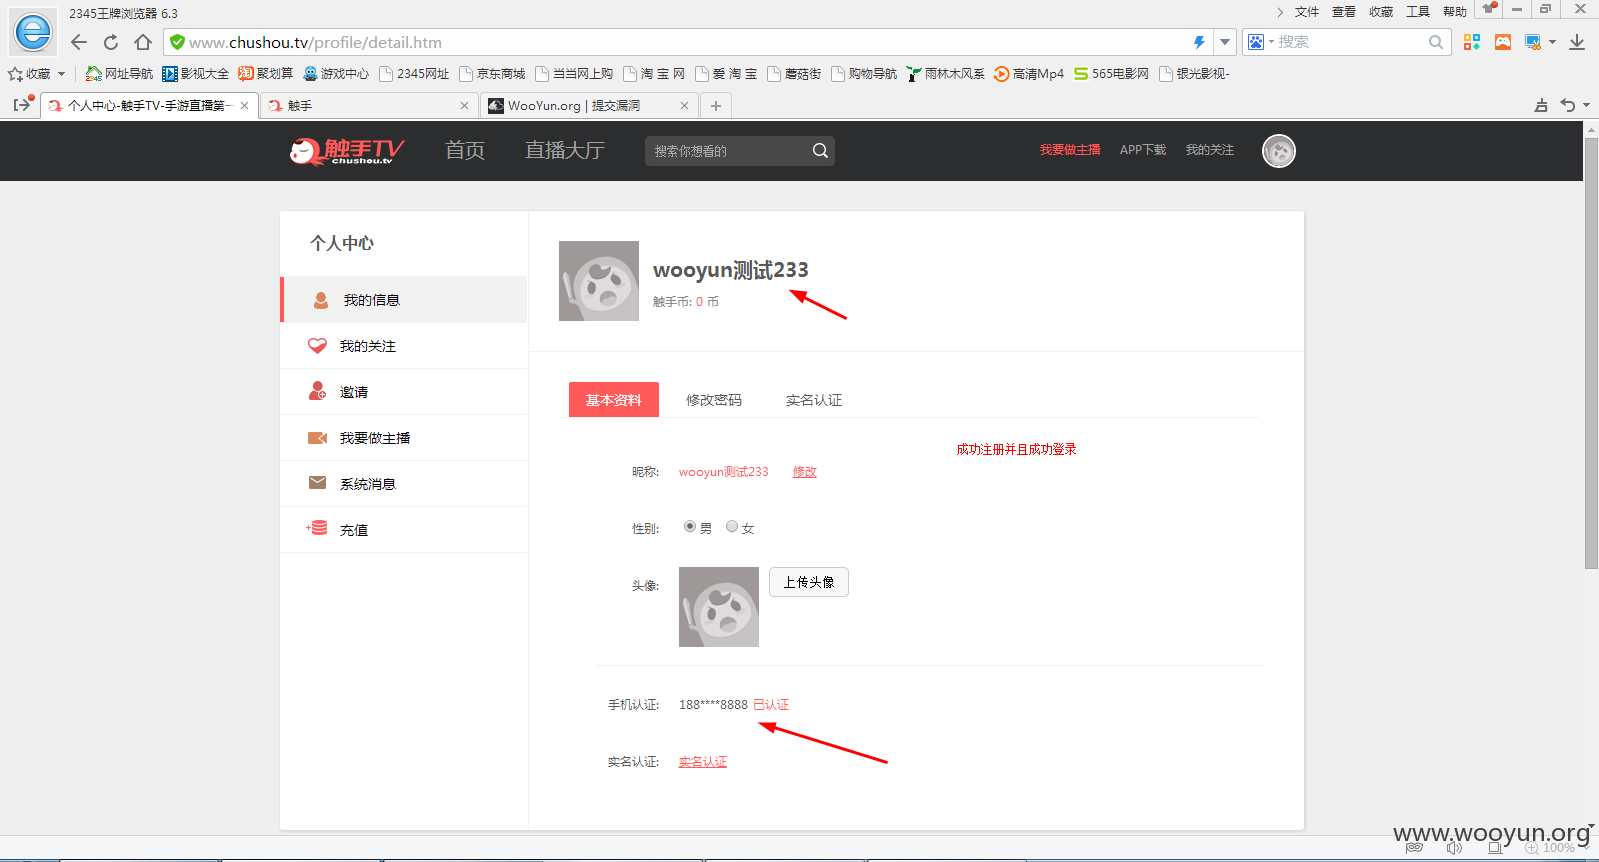 2345王牌浏览器 6.3
文件 查看 收藏 工具 帮助
www.chushou.tv/profile/detail.htm
搜索
收藏 网址导航 影视大全 聚划算 游戏中心 2345网址 京东商城 当当网上购 淘 宝 网 爱 淘 宝 蘑菇街 购物导航 雨林木风系 高清Mp4 565电影网 银光影视-
个人中心-触手TV-手游直播第一
触手
WooYun.org | 提交漏洞
触手TV
chushou.tv
首页 直播大厅
搜索你想看的
我要做主播 APP下载 我的关注
个人中心
我的信息
我的关注
邀请
我要做主播
系统消息
充值
wooyun测试233
触手币: 0 币
基本资料 修改密码 实名认证
成功注册并且成功登录
昵称: wooyun测试233 修改
性别: 男 女
头像: 上传头像
手机认证: 188****8888 已认证
实名认证: 实名认证
www.wooyun.org
100%